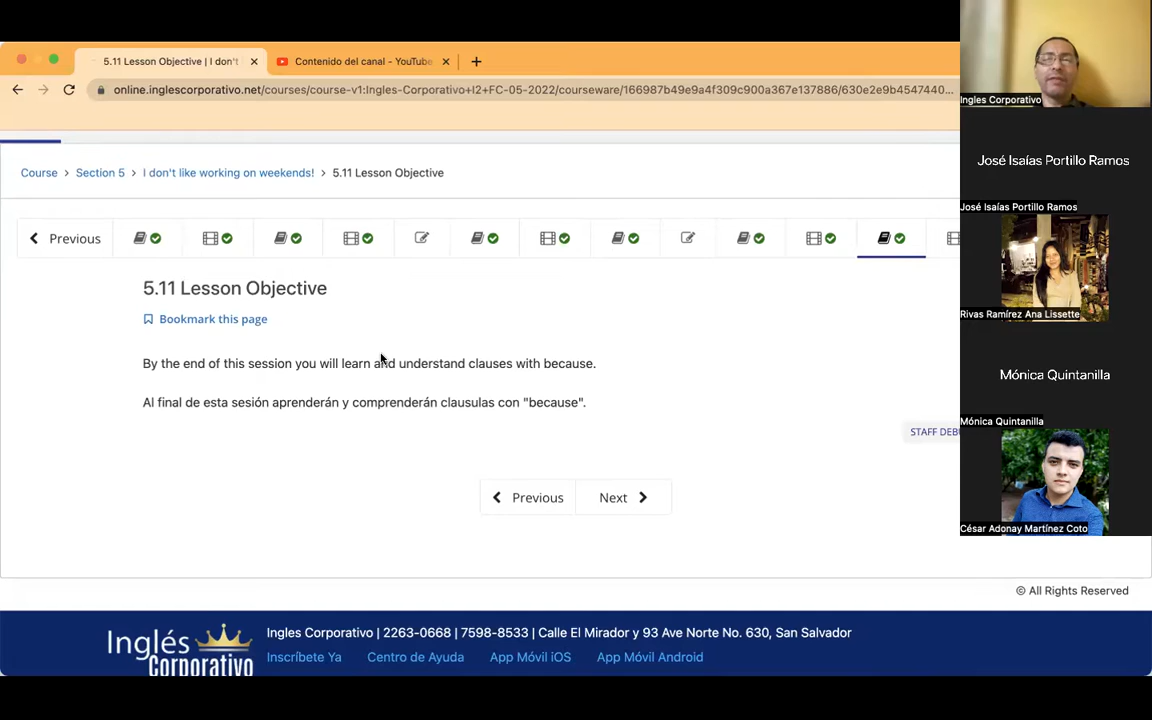 5.11 Lesson Objective | I don't
Contenido del canal - YouTube
online.inglescorporativo.net/courses/course-v1:Ingles-Corporativo+I2+FC-05-2022/courseware/166987b49e9a4f309c900a367e137886/630e2e9b4547440...
Course > Section 5 > I don't like working on weekends! > 5.11 Lesson Objective
Previous
5.11 Lesson Objective
Bookmark this page
By the end of this session you will learn and understand clauses with because.
Al final de esta sesión aprenderán y comprenderán clausulas con "because".
STAFF DEB
Previous
Next
© All Rights Reserved
Inglés
Corporativo
Ingles Corporativo | 2263-0668 | 7598-8533 | Calle El Mirador y 93 Ave Norte No. 630, San Salvador
Inscríbete Ya
Centro de Ayuda
App Móvil iOS
App Móvil Android
Ingles Corporativo
José Isaías Portillo Ramos
José Isaías Portillo Ramos
Rivas Ramírez Ana Lissette
Mónica Quintanilla
Mónica Quintanilla
César Adonay Martínez Coto